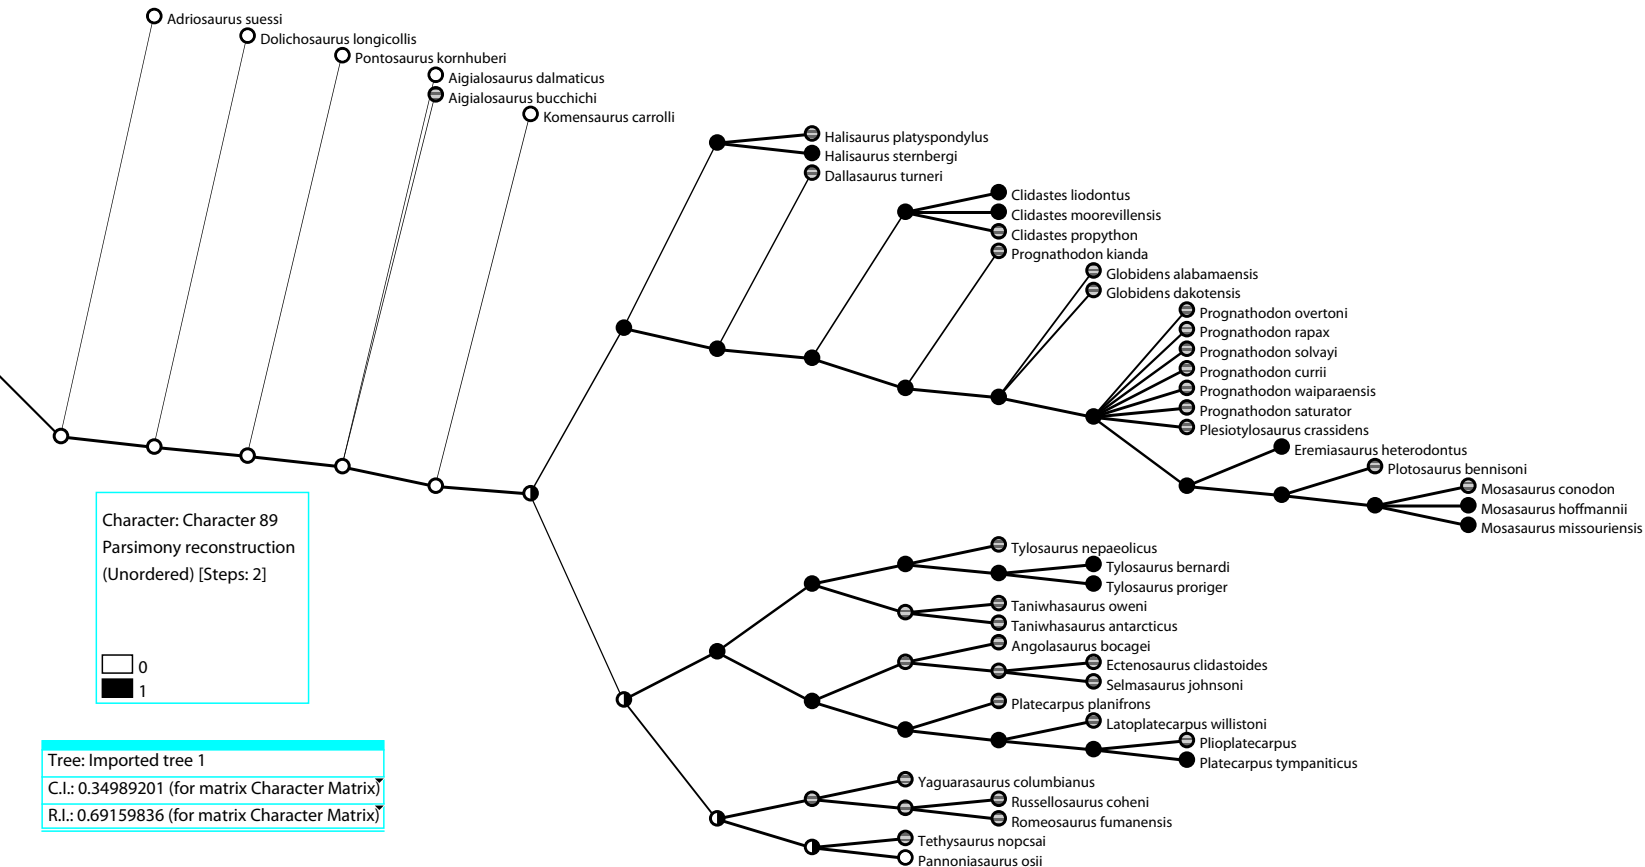 Adriosaurus suessi
Dolichosaurus longicollis
Pontosaurus kornhuberi
Aigialosaurus dalmaticus
Aigialosaurus bucchichi
Komensaurus carrolli
Halisaurus platyspondylus
Halisaurus sternbergi
Dallasaurus turneri
Clidastes liodontus
Clidastes moorevillensis
Clidastes propython
Prognathodon kianda
Globidens alabamaensis
Globidens dakotensis
Prognathodon overtoni
Prognathodon rapax
Prognathodon solvayi
Prognathodon currii
Prognathodon waiparaensis
Prognathodon saturator
Plesiotylosaurus crassidens
Eremiasaurus heterodontus
Plotosaurus bennisoni
Mosasaurus conodon
Mosasaurus hoffmannii
Mosasaurus missouriensis
Tylosaurus nepaeolicus
Tylosaurus bernardi
Tylosaurus proriger
Taniwhasaurus oweni
Taniwhasaurus antarcticus
Angolasaurus bocagei
Ectenosaurus clidastoides
Selmasaurus johnsoni
Platecarpus planifrons
Latoplatecarpus willistoni
Plioplatecarpus
Platecarpus tympaniticus
Yaguarasaurus columbianus
Russellosaurus coheni
Romeosaurus fumanensis
Tethysaurus nopcsai
Pannoniasaurus osii
Character: Character 89
Parsimony reconstruction
(Unordered) [Steps: 2]
0
1
Tree: Imported tree 1
C.I.: 0.34989201 (for matrix Character Matrix)
R.I.: 0.69159836 (for matrix Character Matrix)